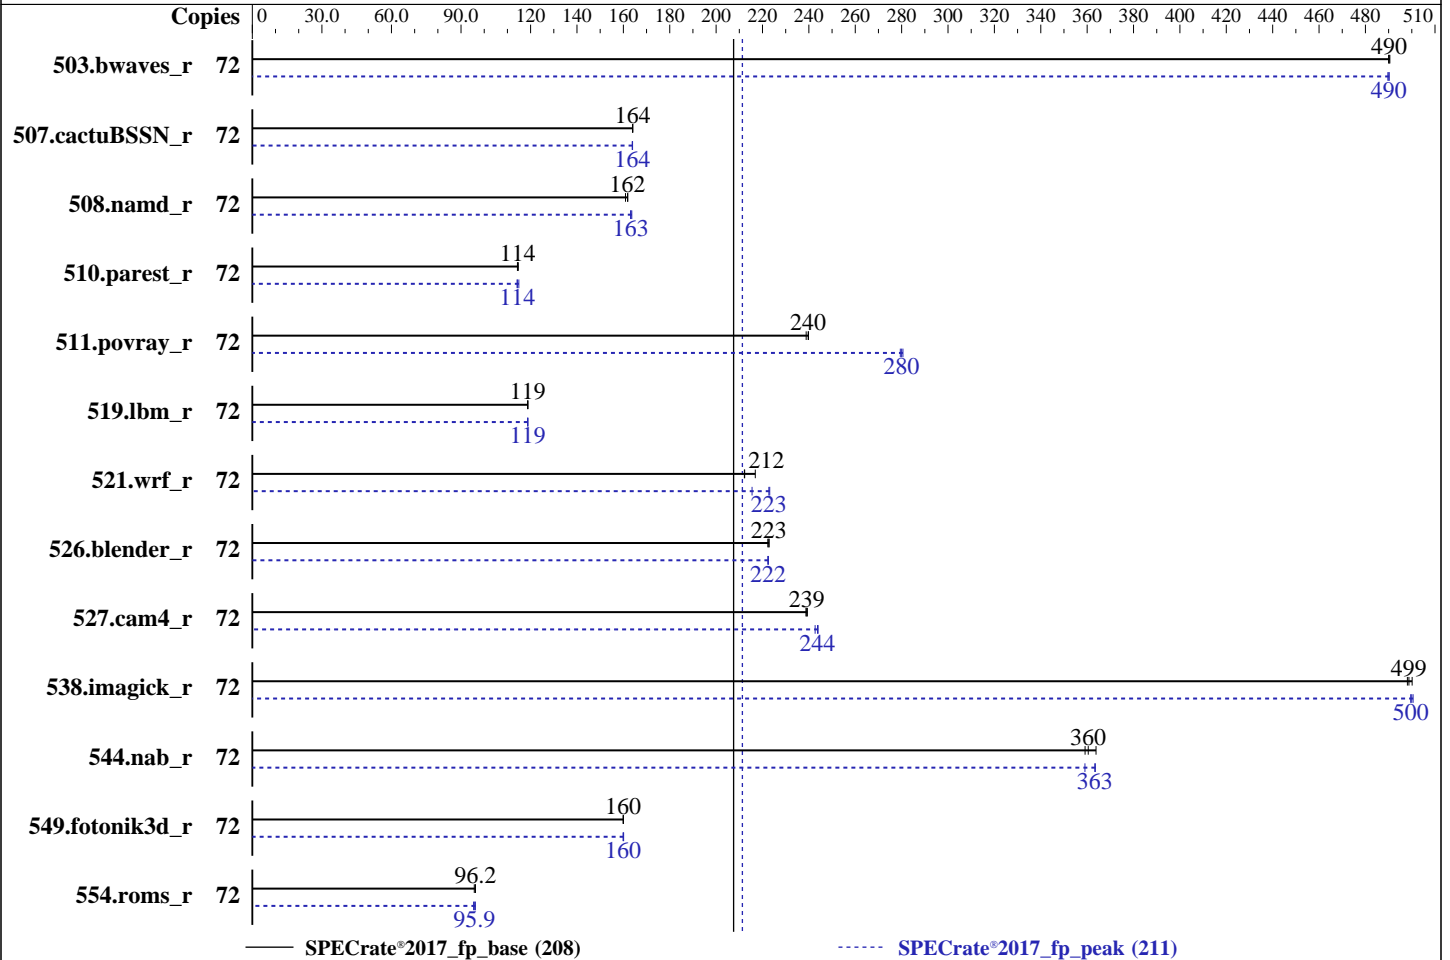 Copies 0 30.0 60.0 90.0 120 140 160 180 200 220 240 260 280 300 320 340 360 380 400 420 440 460 480 510
503.bwaves_r 72 490
490
507.cactuBSSN_r 72 164
164
508.namd_r 72 162
163
510.parest_r 72 114
114
511.povray_r 72 240
280
519.lbm_r 72 119
119
521.wrf_r 72 212
223
526.blender_r 72 223
222
527.cam4_r 72 239
244
538.imagick_r 72 499
500
544.nab_r 72 360
363
549.fotonik3d_r 72 160
160
554.roms_r 72 96.2
95.9
SPECrate®2017_fp_base (208) SPECrate®2017_fp_peak (211)